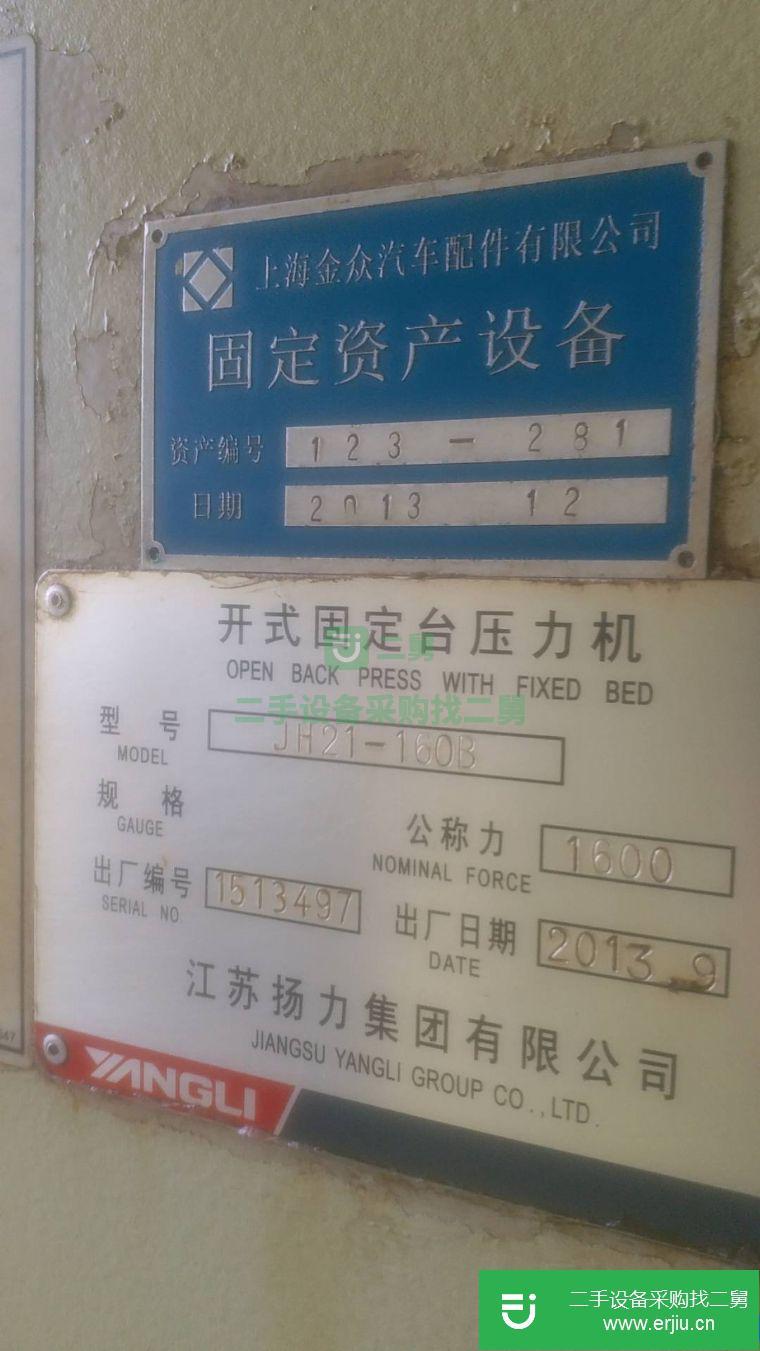 上海金众汽车配件有限公司
固定资产设备
资产编号 123-281
日期 2013 12
开式固定台压力机
OPEN BACK PRESS WITH FIXED BED
二舅
二手设备采购找二舅
型号 JH21-160B
MODEL
规格
GAUGE
公称力 1600
NOMINAL FORCE
出厂编号 1513497
SERIAL NO
出厂日期 2013 9
DATE
江苏扬力集团有限公司
JIANGSU YANGLI GROUP CO.,LTD.
YANGLI
647
二手设备采购找二舅
www.erjiu.cn